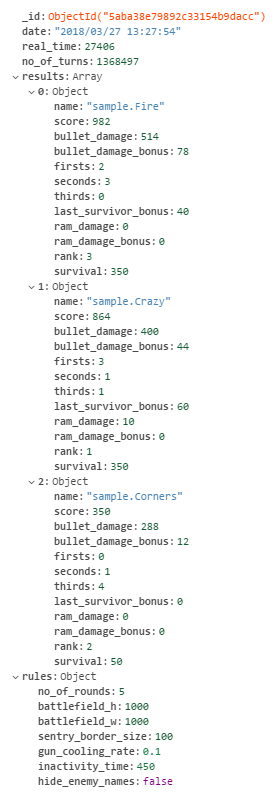 _id: ObjectId("5aba38e79892c33154b9dacc")
date: "2018/03/27 13:27:54"
real_time: 27406
no_of_turns: 1368497
results: Array
0: Object
name: "sample.Fire"
score: 982
bullet_damage: 514
bullet_damage_bonus: 78
firsts: 2
seconds: 3
thirds: 0
last_survivor_bonus: 40
ram_damage: 0
ram_damage_bonus: 0
rank: 3
survival: 350
1: Object
name: "sample.Crazy"
score: 864
bullet_damage: 400
bullet_damage_bonus: 44
firsts: 3
seconds: 1
thirds: 1
last_survivor_bonus: 60
ram_damage: 10
ram_damage_bonus: 0
rank: 1
survival: 350
2: Object
name: "sample.Corners"
score: 350
bullet_damage: 288
bullet_damage_bonus: 12
firsts: 0
seconds: 1
thirds: 4
last_survivor_bonus: 0
ram_damage: 0
ram_damage_bonus: 0
rank: 2
survival: 50
rules: Object
no_of_rounds: 5
battlefield_h: 1000
battlefield_w: 1000
sentry_border_size: 100
gun_cooling_rate: 0.1
inactivity_time: 450
hide_enemy_names: false